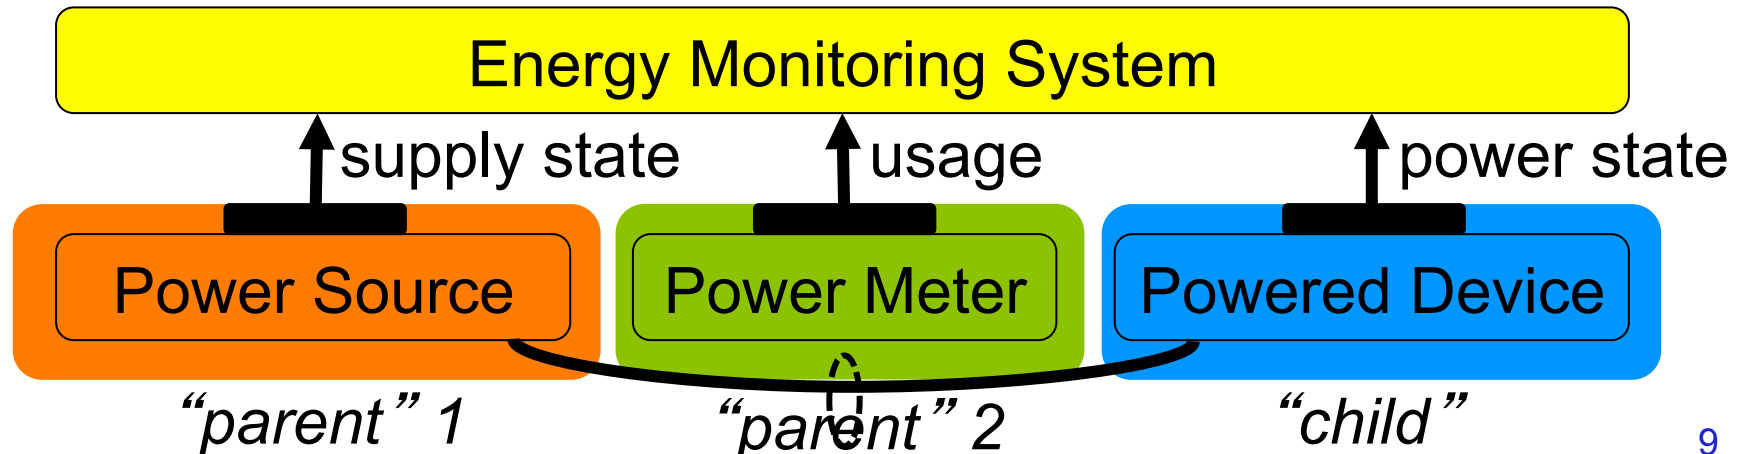 Energy Monitoring System
supply state
usage
power state
Power Source
Power Meter
Powered Device
“parent” 1
“parent” 2
“child”
9